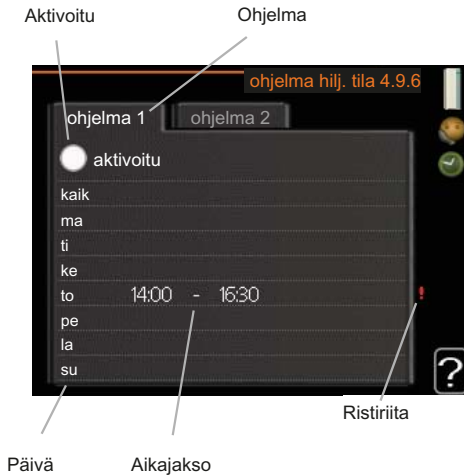 Aktivoitu Ohjelma
ohjelma hilj. tila 4.9.6
ohjelma 1 ohjelma 2
aktivoitu
kaik
ma
ti
ke
to 14:00 - 16:30 !
pe
la
su
?
Ristiriita
Päivä Aikajakso